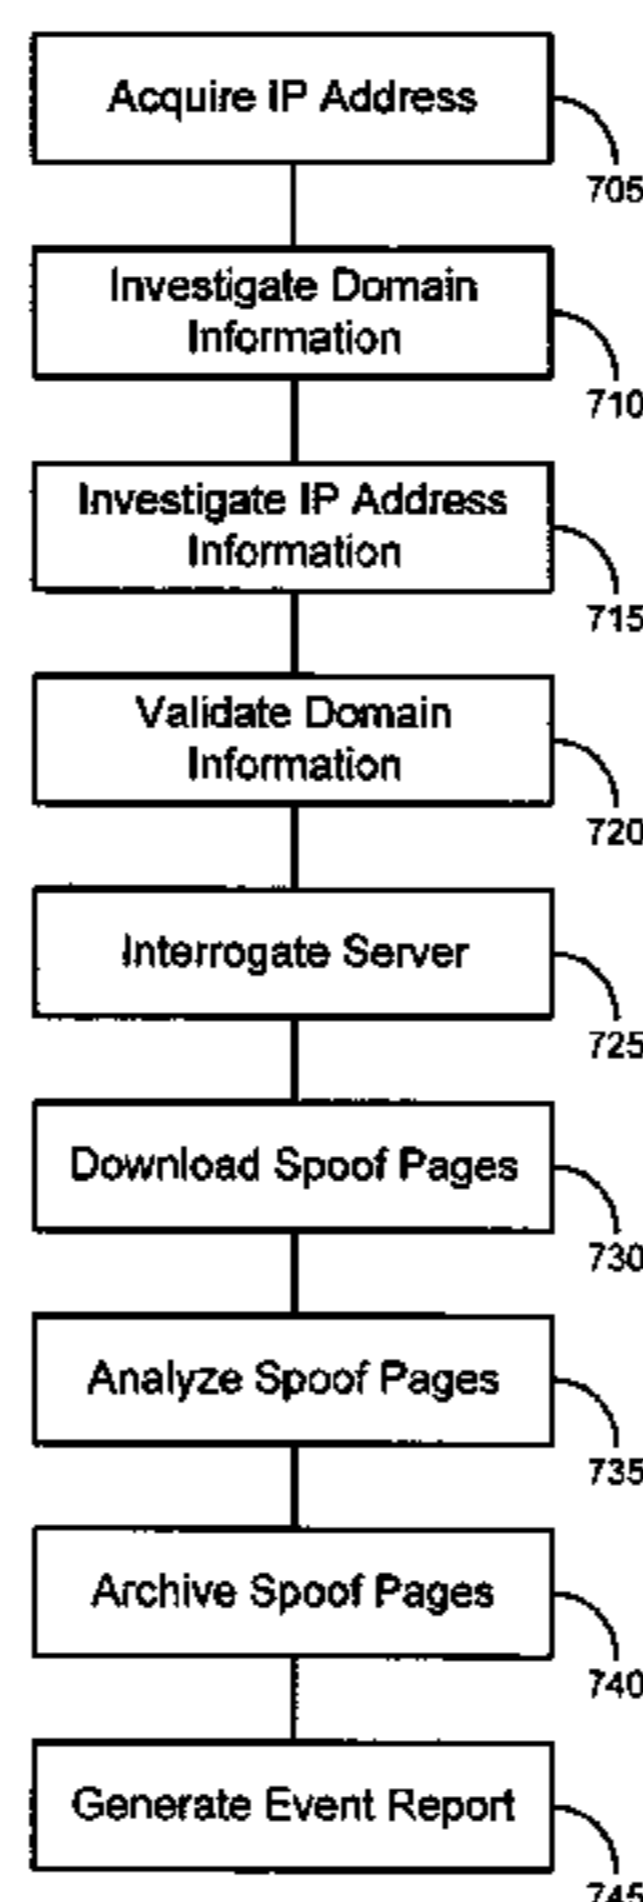 Acquire IP Address
705
Investigate Domain
Information
710
Investigate IP Address
Information
715
Validate Domain
Information
720
Interrogate Server
725
Download Spoof Pages
730
Analyze Spoof Pages
735
Archive Spoof Pages
740
Generate Event Report
745